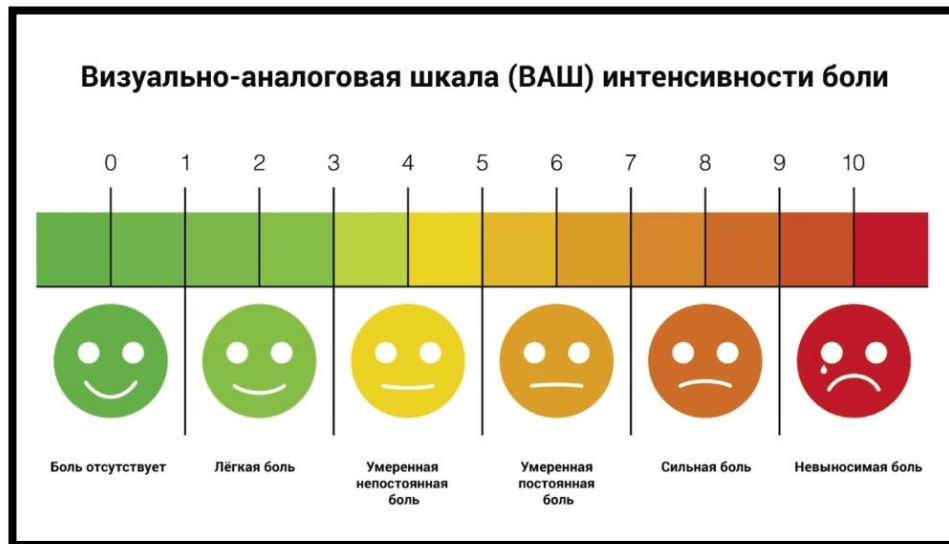 Визуально-аналоговая шкала (ВАШ) интенсивности боли
0 1 2 3 4 5 6 7 8 9 10
Боль отсутствует
Лёгкая боль
Умеренная
непостоянная
боль
Умеренная
постоянная
боль
Сильная боль
Невыносимая боль